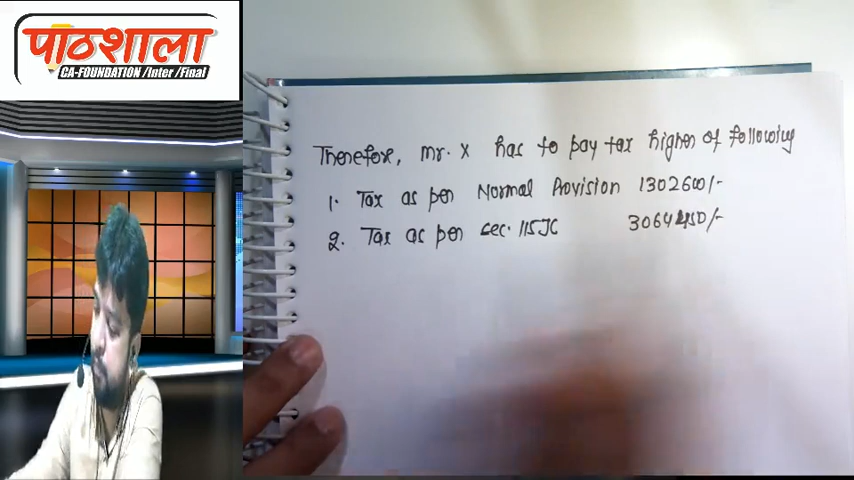 पाठशाला
CA-FOUNDATION /Inter /Final
Therefore, Mr. X has to pay tax higher of following
1. Tax as per Normal Provision 1302600/-
2. Tax as per sec. 115JC 3064450/-